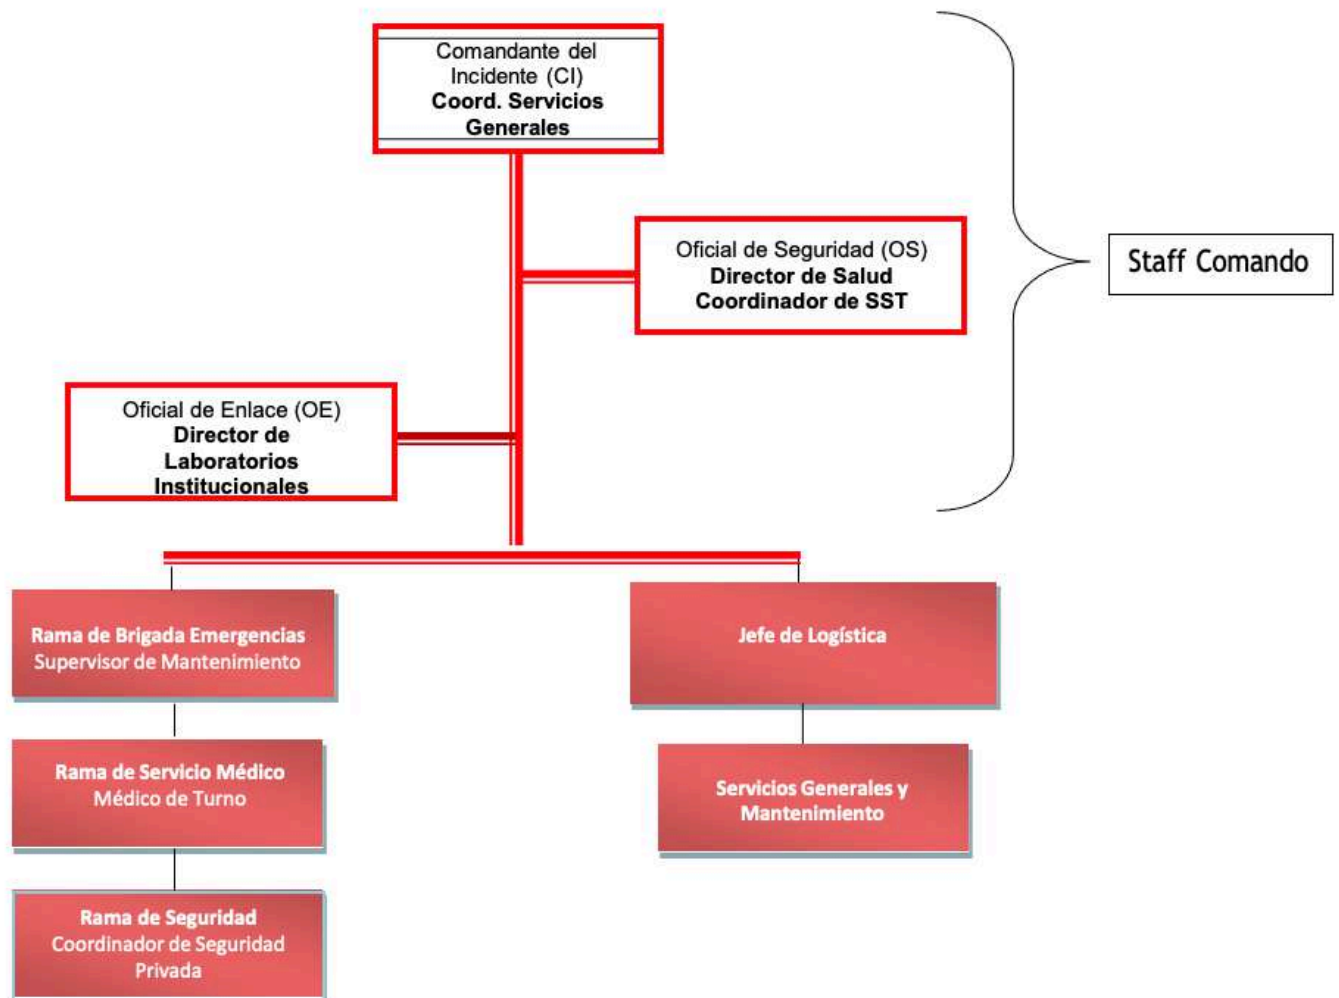 Comandante del
Incidente (CI)
Coord. Servicios
Generales
Oficial de Seguridad (OS)
Director de Salud
Coordinador de SST
Staff Comando
Oficial de Enlace (OE)
Director de
Laboratorios
Institucionales
Rama de Brigada Emergencias
Supervisor de Mantenimiento
Jefe de Logística
Rama de Servicio Médico
Médico de Turno
Servicios Generales y
Mantenimiento
Rama de Seguridad
Coordinador de Seguridad
Privada